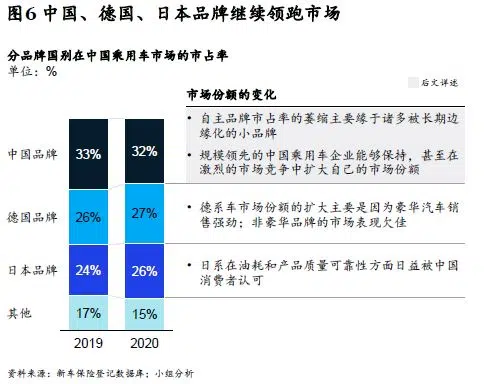 图6 中国、德国、日本品牌继续领跑市场
分品牌国别在中国乘用车市场的市占率
单位：%
后文详述
市场份额的变化
中国品牌
33%
32%
• 自主品牌市占率的萎缩主要缘于诸多被长期边
缘化的小品牌
• 规模领先的中国乘用车企业能够保持，甚至在
激烈的市场竞争中扩大自己的市场份额
德国品牌
26%
27%
• 德系车市场份额的扩大主要是因为豪华汽车销
售强劲；非豪华品牌的市场表现欠佳
日本品牌
24%
26%
• 日系在油耗和产品质量可靠性方面日益被中国
消费者认可
其他
17%
15%
2019
2020
资料来源：新车保险登记数据库；小组分析